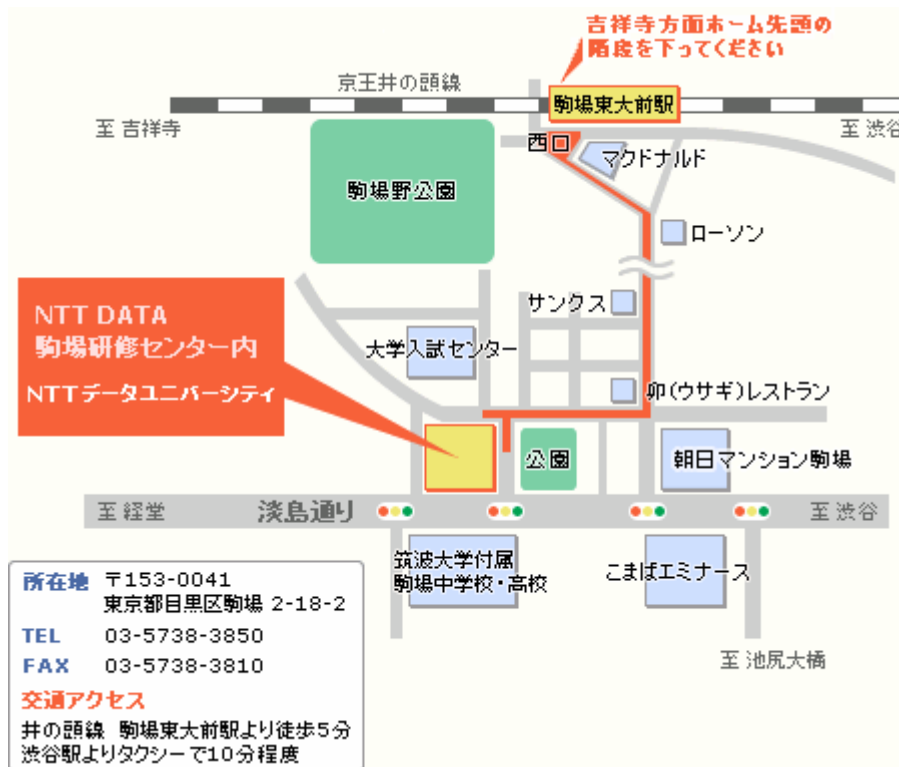 吉祥寺方面ホーム先頭の
階段を下ってください
京王井の頭線
駒場東大前駅
至 吉祥寺
至 渋谷
西口
マクドナルド
駒場野公園
ローソン
サンクス
NTT DATA
駒場研修センター内
NTTデータユニバーシティ
大学入試センター
卯(ウサギ)レストラン
公園
朝日マンション駒場
至 経堂
淡島通り
至 渋谷
筑波大学付属
駒場中学校・高校
こまばエミナース
至 池尻大橋
所在地 〒153-0041
東京都目黒区駒場 2-18-2
TEL 03-5738-3850
FAX 03-5738-3810
交通アクセス
井の頭線 駒場東大前駅より徒歩5分
渋谷駅よりタクシーで10分程度